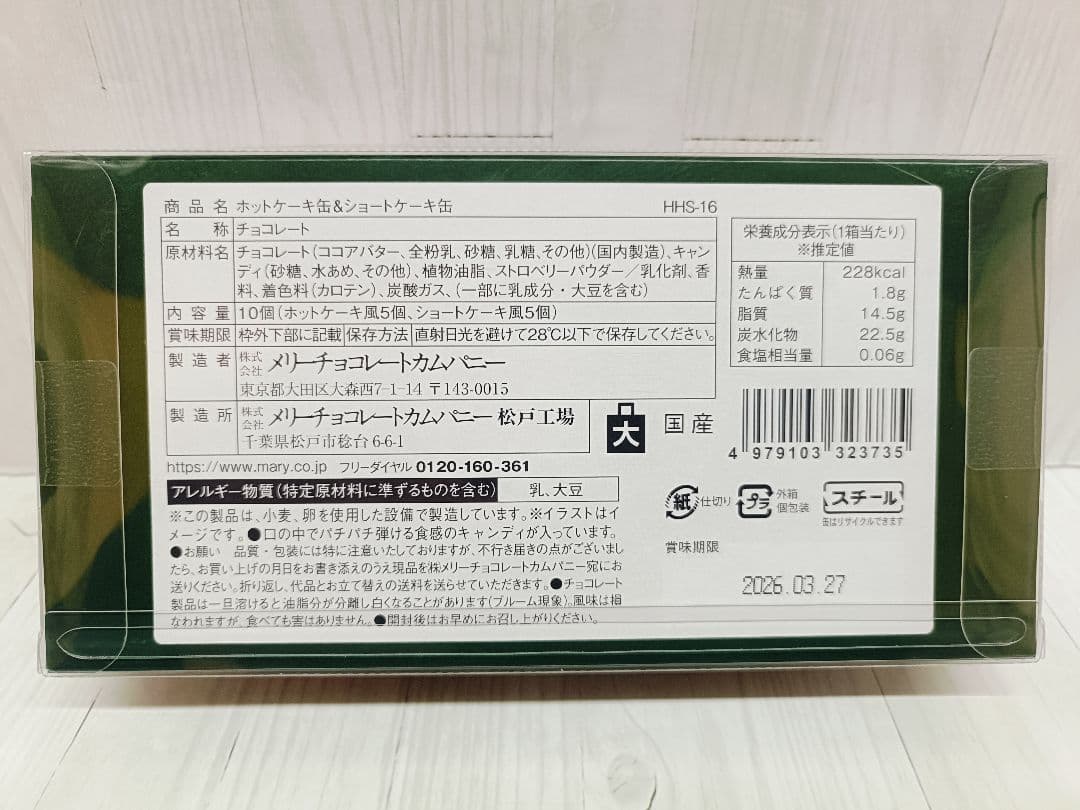 商品名 ホットケーキ缶&ショートケーキ缶 HHS-16
名称 チョコレート
原材料名 チョコレート(ココアバター、全粉乳、砂糖、乳糖、その他)(国内製造)、キャン
ディ(砂糖、水あめ、その他)、植物油脂、ストロベリーパウダー/乳化剤、香
料、着色料(カロテン)、炭酸ガス、(一部に乳成分・大豆を含む)
内容量 10個(ホットケーキ風5個、ショートケーキ風5個)
賞味期限 枠外下部に記載 保存方法 直射日光を避けて28℃以下で保存してください。
製造者 株式会社 メリーチョコレートカムパニー
東京都大田区大森西7-1-14 〒143-0015
製造所 株式会社 メリーチョコレートカムパニー 松戸工場
千葉県松戸市稔台6-6-1
https://www.mary.co.jp フリーダイヤル 0120-160-361
アレルギー物質(特定原材料に準ずるものを含む) 乳、大豆
※この製品は、小麦、卵を使用した設備で製造しています。※イラストはイ
メージです。●口の中でパチパチ弾ける食感のキャンディが入っています。
●お願い 品質・包装には特に注意いたしておりますが、不行き届きの点がございまし
たら、お買い上げの月日をお書き添えのうえ現品を㈱メリーチョコレートカムパニー宛にお
送りください。折り返し、代品とお立て替えの送料を送らせていただきます。●チョコレート
製品は一旦溶けると油脂分が分離し白くなることがあります(ブルーム現象)。風味は損
なわれますが、食べても害はありません。●開封後はお早めにお召し上がりください。
栄養成分表示(1箱当たり)
※推定値
熱量 228kcal
たんぱく質 1.8g
脂質 14.5g
炭水化物 22.5g
食塩相当量 0.06g
大 国産
4 979103 323735
紙 仕切り
プラ 外箱
個包装
スチール
缶はリサイクルできます
賞味期限
2026.03.27